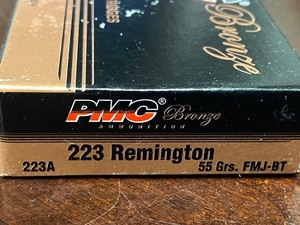 Bronze
PMC® Bronze
AMMUNITION
223 Remington
223A 55 Grs. FMJ-BT